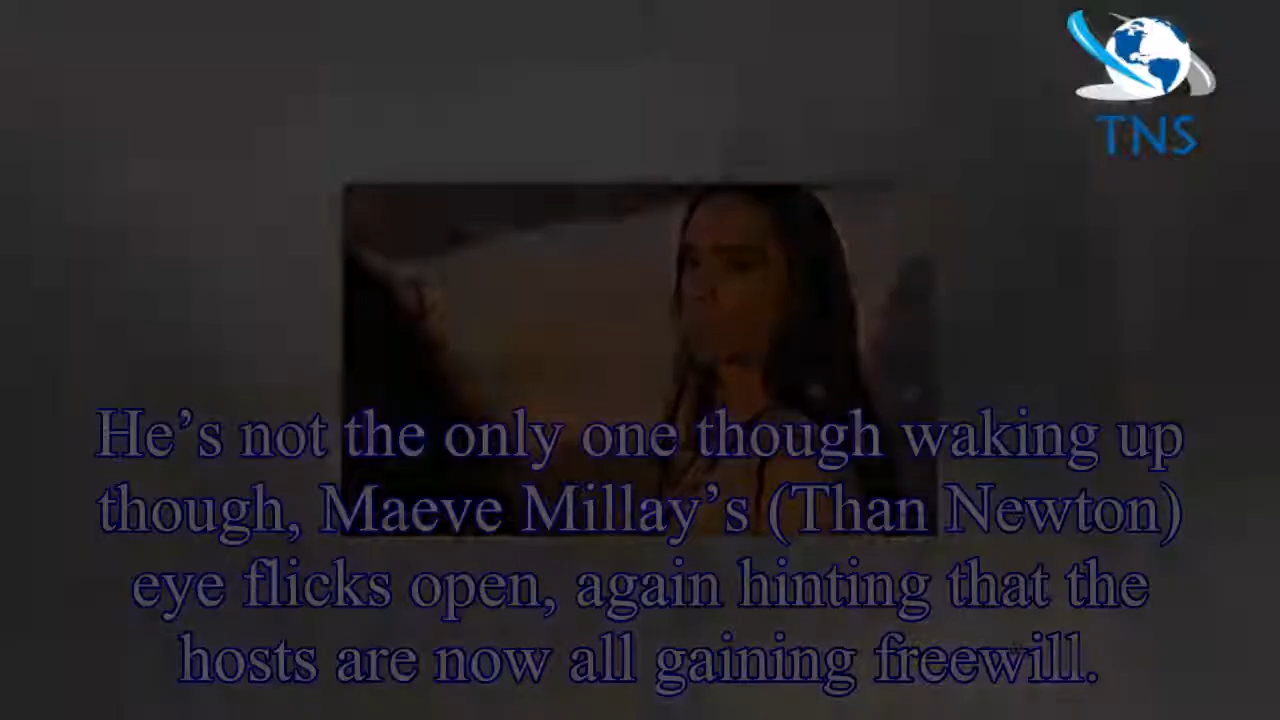 TNS
He’s not the only one though waking up
though, Maeve Millay’s (Than Newton)
eye flicks open, again hinting that the
hosts are now all gaining freewill.